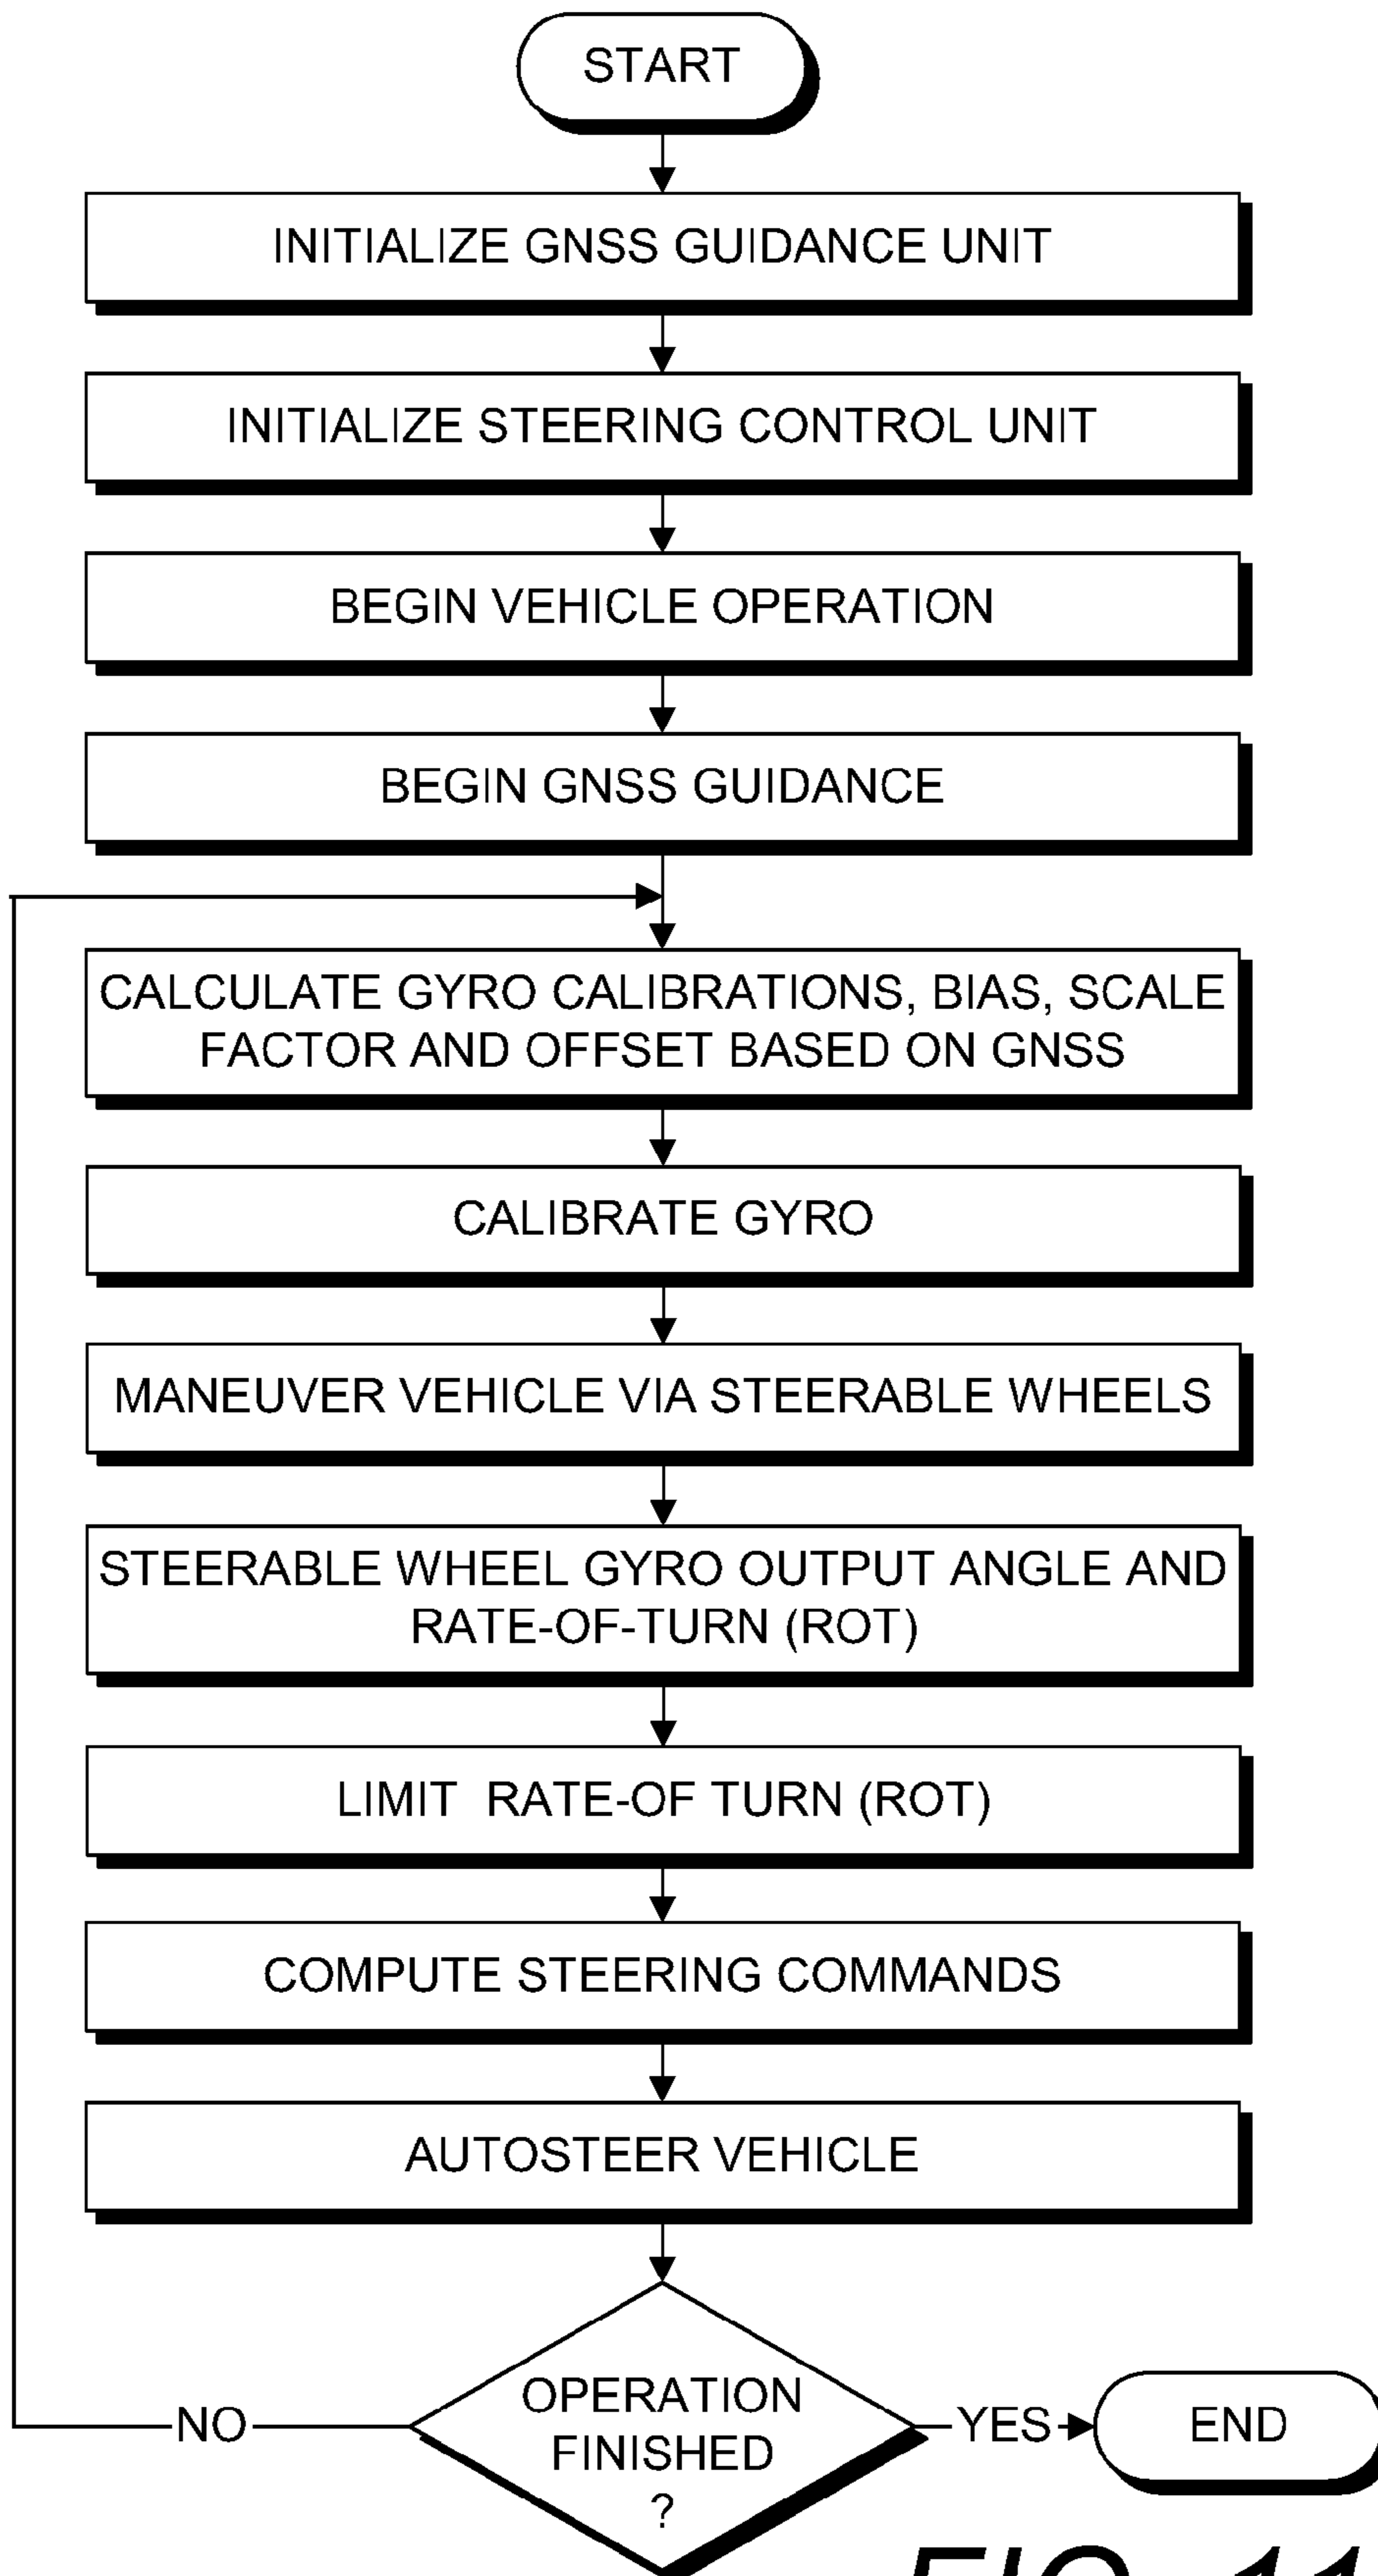 START
INITIALIZE GNSS GUIDANCE UNIT
INITIALIZE STEERING CONTROL UNIT
BEGIN VEHICLE OPERATION
BEGIN GNSS GUIDANCE
CALCULATE GYRO CALIBRATIONS, BIAS, SCALE
FACTOR AND OFFSET BASED ON GNSS
CALIBRATE GYRO
MANEUVER VEHICLE VIA STEERABLE WHEELS
STEERABLE WHEEL GYRO OUTPUT ANGLE AND
RATE-OF-TURN (ROT)
LIMIT RATE-OF TURN (ROT)
COMPUTE STEERING COMMANDS
AUTOSTEER VEHICLE
OPERATION
FINISHED
?
NO
YES
END
FIG. 11